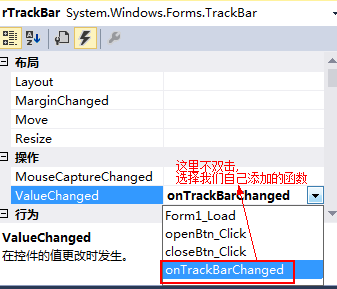 rTrackBar System.Windows.Forms.TrackBar
布局
Layout
MarginChanged
Move
Resize
操作
这里不双击,
选择我们自己添加的函数
MouseCaptureChanged
ValueChanged onTrackBarChanged
行为
Form1_Load
openBtn_Click
closeBtn_Click
onTrackBarChanged
ValueChanged
在控件的值更改时发生。